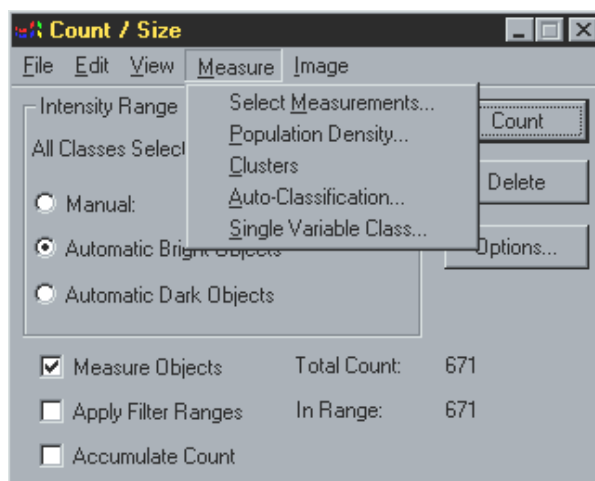 Count / Size
File Edit View Measure Image
Select Measurements...
Population Density...
Clusters
Auto-Classification...
Single Variable Class...
Intensity Range
All Classes Select
Manual:
Automatic Bright Objects
Automatic Dark Objects
Count
Delete
Options...
Measure Objects Total Count: 671
Apply Filter Ranges In Range: 671
Accumulate Count